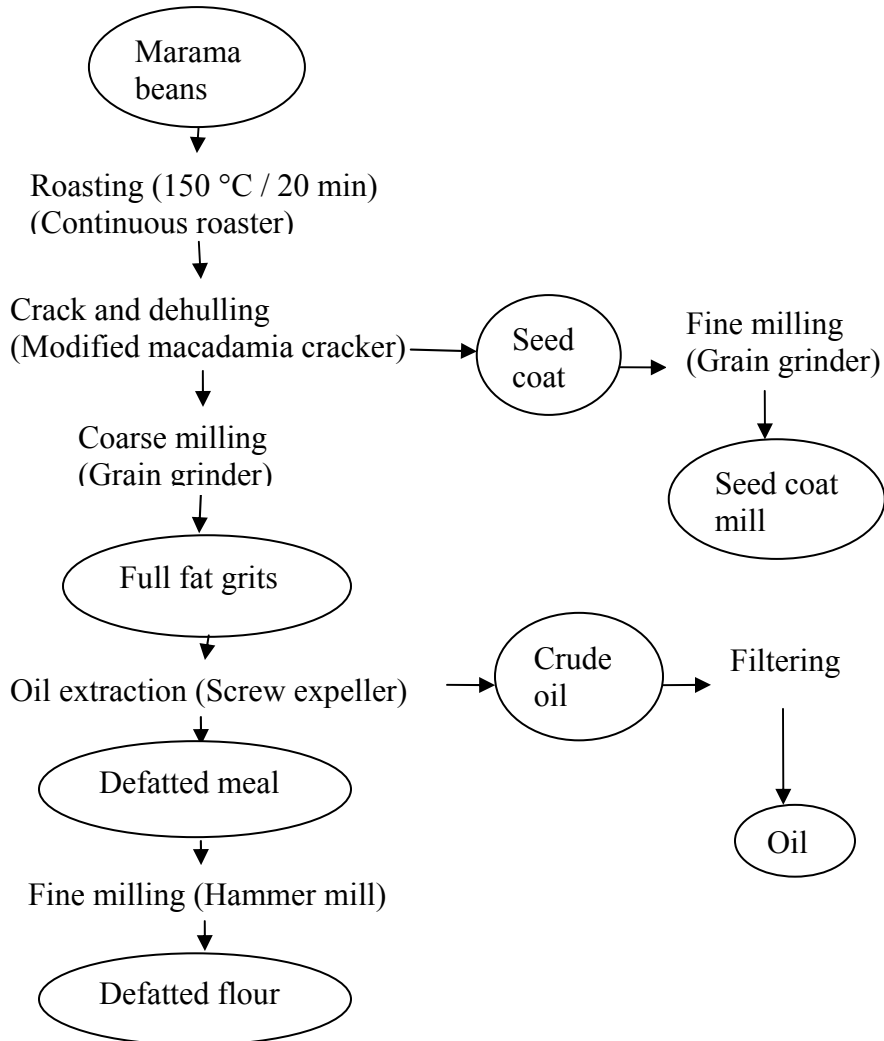 Marama
beans
Roasting (150 °C / 20 min)
(Continuous roaster)
Crack and dehulling
(Modified macadamia cracker)
Seed
coat
Fine milling
(Grain grinder)
Coarse milling
(Grain grinder)
Seed coat
mill
Full fat grits
Oil extraction (Screw expeller)
Crude
oil
Filtering
Defatted meal
Oil
Fine milling (Hammer mill)
Defatted flour